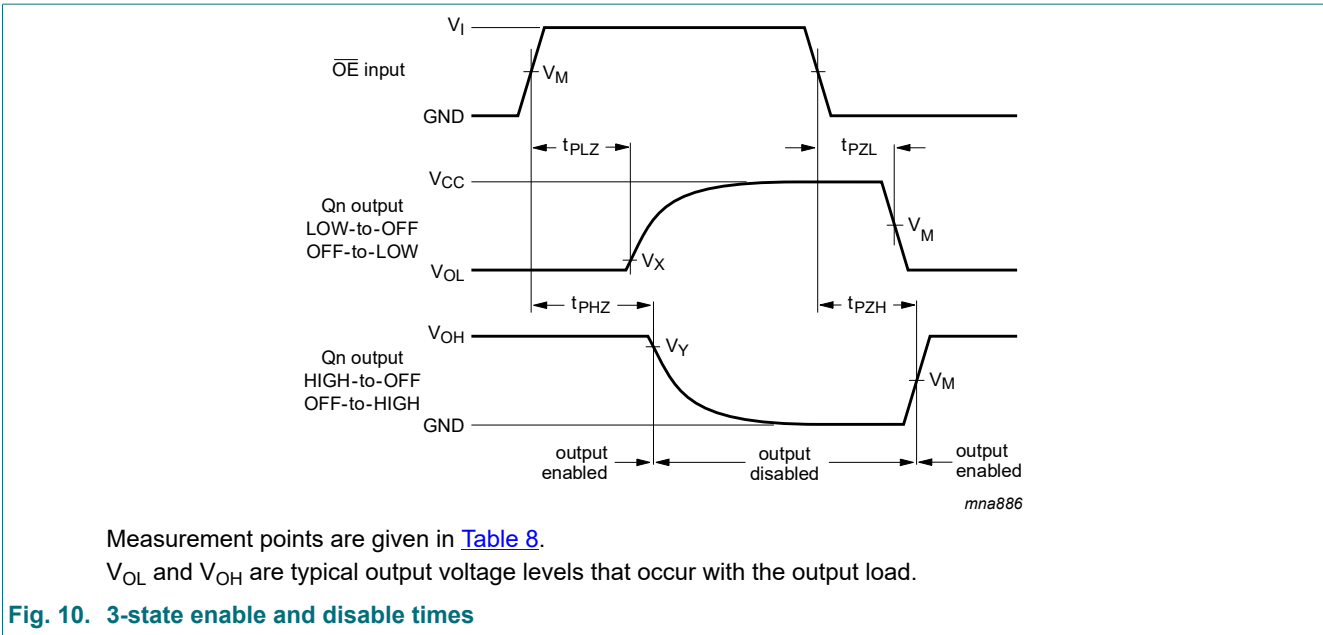 V_I
OE input
V_M
GND
t_PLZ
t_PZL
V_CC
Qn output
LOW-to-OFF
OFF-to-LOW
V_M
V_X
V_OL
t_PHZ
t_PZH
V_OH
V_Y
Qn output
HIGH-to-OFF
OFF-to-HIGH
V_M
GND
output
enabled
output
disabled
output
enabled
mna886
Measurement points are given in Table 8.
V_OL and V_OH are typical output voltage levels that occur with the output load.
Fig. 10. 3-state enable and disable times